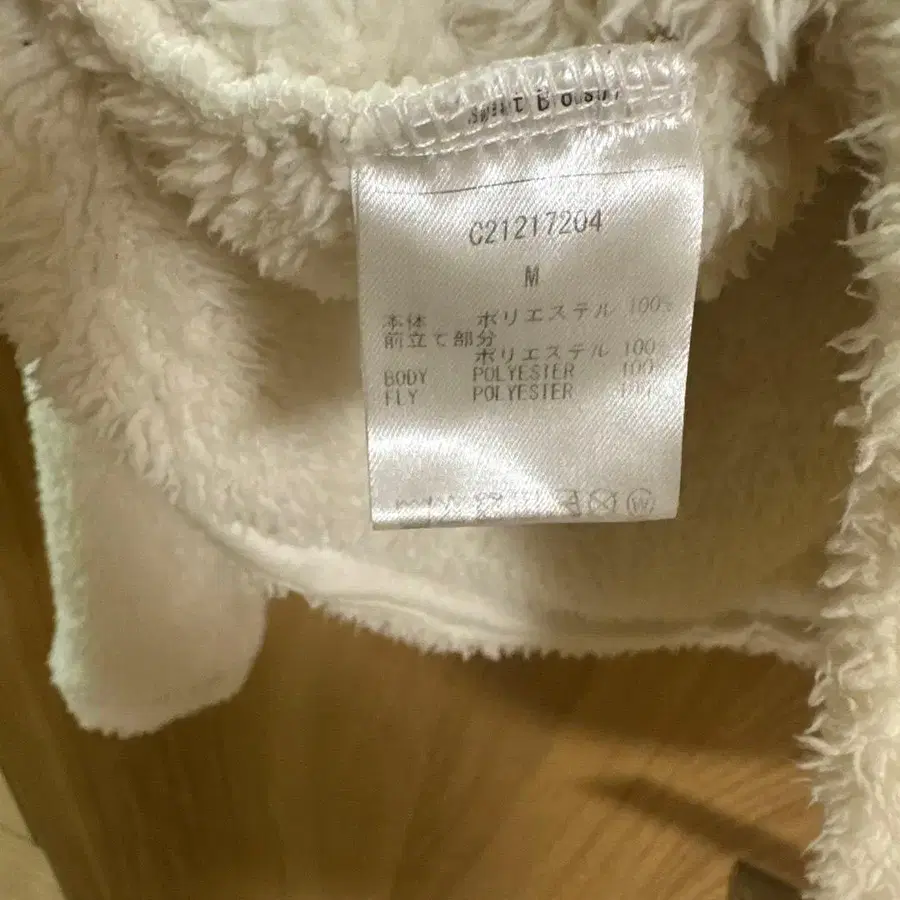 C21217204
M
本体 ポリエステル 100%
前立て部分
ポリエステル 100%
BODY POLYESTER 100%
FLY POLYESTER